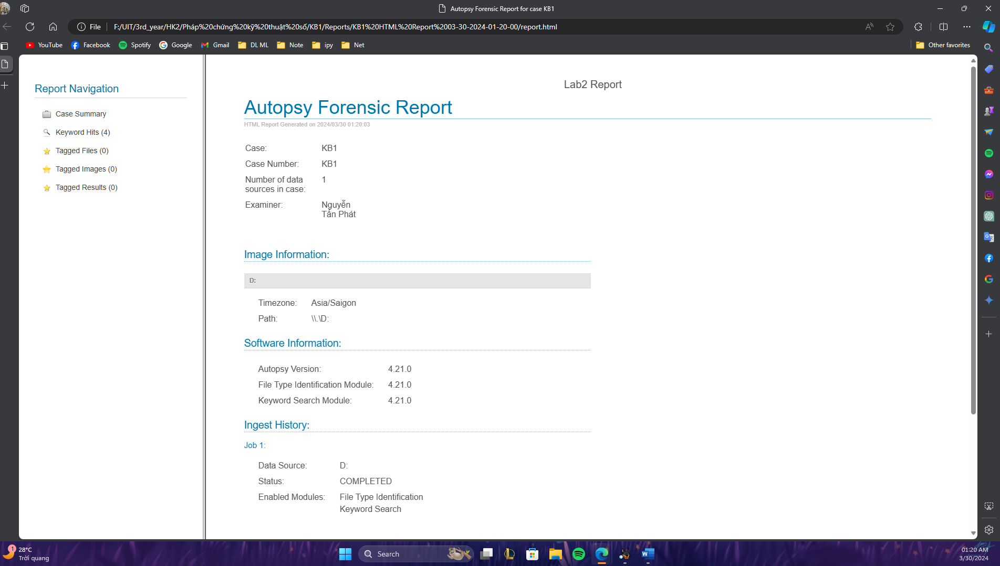 Autopsy Forensic Report for case KB1
File
F:/UIT/3rd_year/HK2/Pháp%20chứng%20kỹ%20thuật%20số/KB1/Reports/KB1%20HTML%20Report%2003-30-2024-01-20-00/report.html
YouTube
Facebook
Spotify
Google
Gmail
DL ML
Note
ipy
Net
Other favorites
Report Navigation
Case Summary
Keyword Hits (4)
Tagged Files (0)
Tagged Images (0)
Tagged Results (0)
Lab2 Report
Autopsy Forensic Report
HTML Report Generated on 2024/03/30 01:20:03
Case: KB1
Case Number: KB1
Number of data 1
sources in case:
Examiner: Nguyễn
Tấn Phát
Image Information:
D:
Timezone: Asia/Saigon
Path: \\.\D:
Software Information:
Autopsy Version: 4.21.0
File Type Identification Module: 4.21.0
Keyword Search Module: 4.21.0
Ingest History:
Job 1:
Data Source: D:
Status: COMPLETED
Enabled Modules: File Type Identification
Keyword Search
1
28°C
Trời quang
Search
01:20 AM
3/30/2024